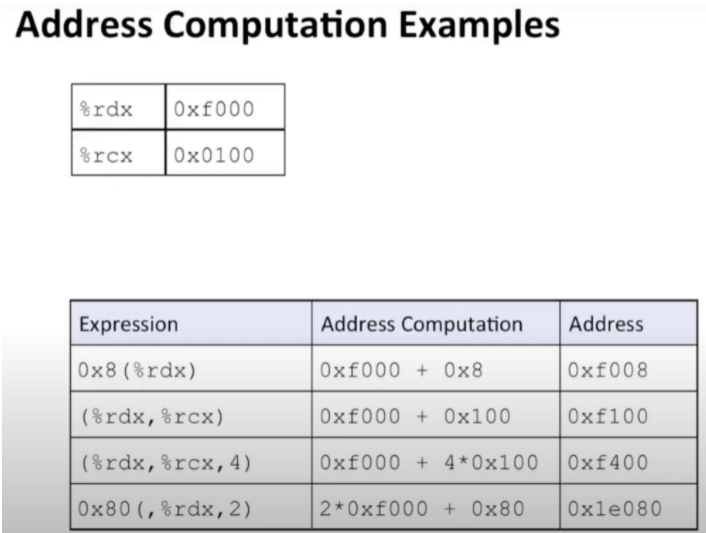 Address Computation Examples
%rdx 0xf000
%rcx 0x0100
Expression Address Computation Address
0x8(%rdx) 0xf000 + 0x8 0xf008
(%rdx,%rcx) 0xf000 + 0x100 0xf100
(%rdx,%rcx,4) 0xf000 + 4*0x100 0xf400
0x80(,%rdx,2) 2*0xf000 + 0x80 0x1e080